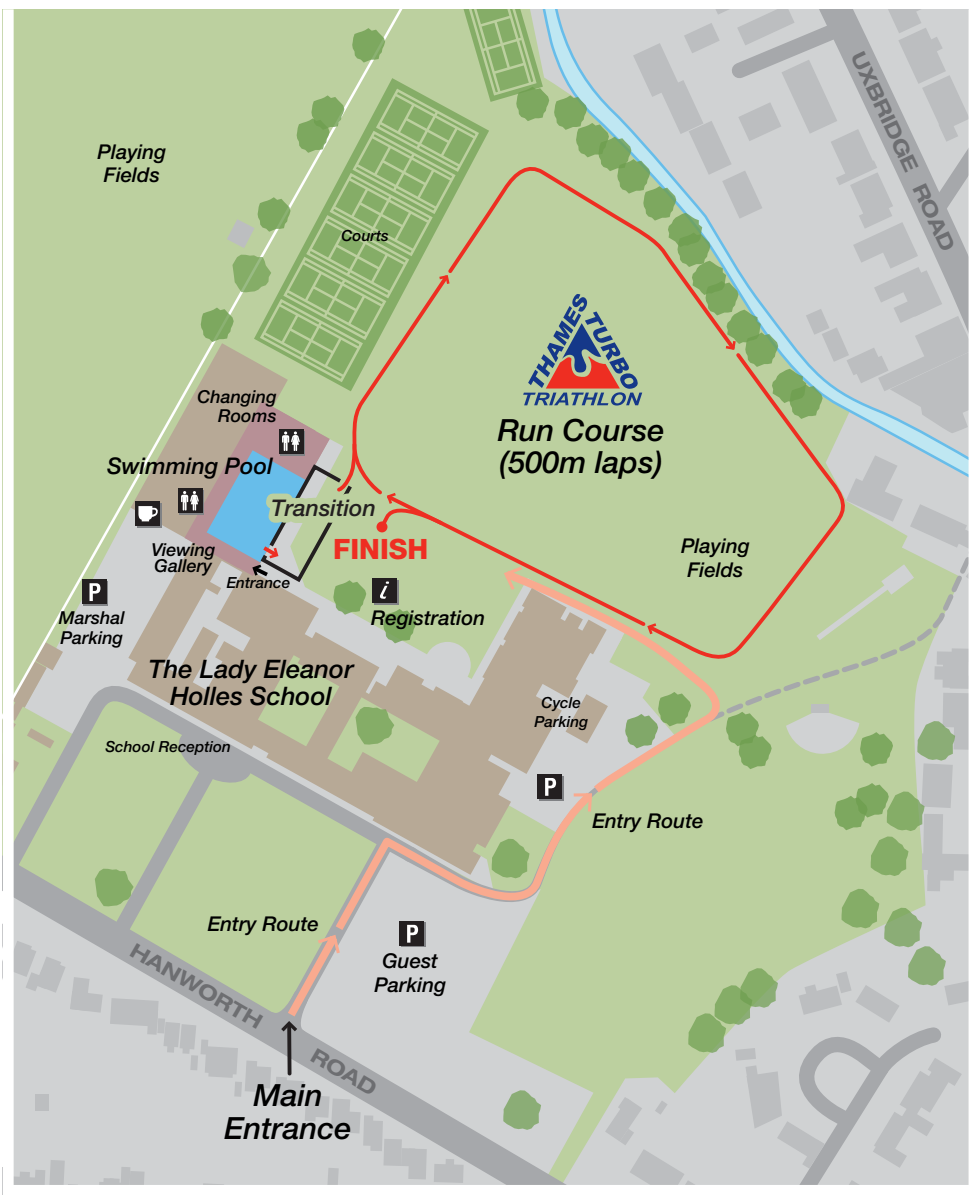 UXBRIDGE ROAD
Playing
Fields
Courts
THAMES
TURBO
TRIATHLON
Run Course
(500m laps)
Changing
Rooms
Swimming Pool
Transition
FINISH
Viewing
Gallery
Entrance
Playing
Fields
P
Marshal
Parking
i
Registration
The Lady Eleanor
Holles School
Cycle
Parking
School Reception
P
Entry Route
Entry Route
P
Guest
Parking
HANWORTH ROAD
Main
Entrance